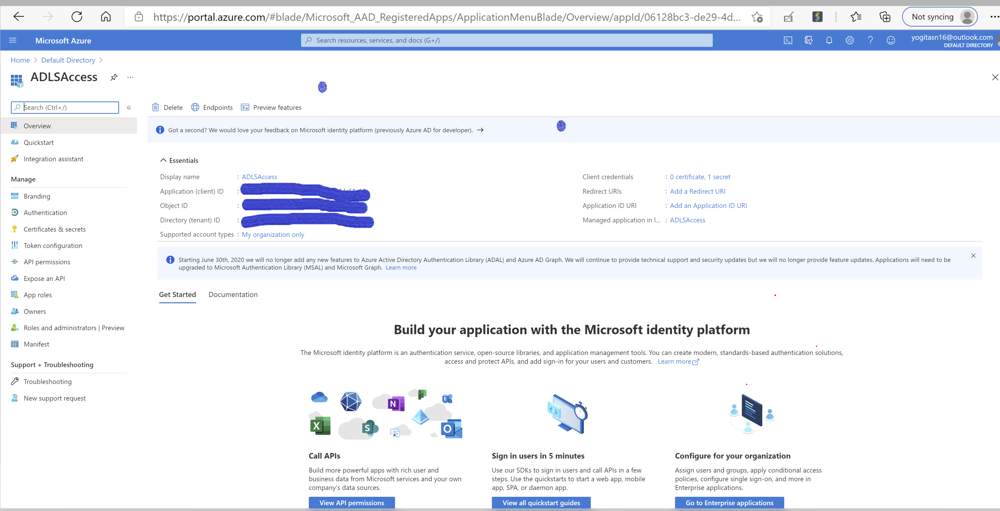 https://portal.azure.com/#blade/Microsoft_AAD_RegisteredApps/ApplicationMenuBlade/Overview/appId/06128bc3-de29-4d...
Not syncing
Microsoft Azure
Search resources, services, and docs (G+/)
yogitasn16@outlook.com
DEFAULT DIRECTORY
Home > Default Directory >
ADLSAccess
Search (Ctrl+/)
Overview
Quickstart
Integration assistant
Manage
Branding
Authentication
Certificates & secrets
Token configuration
API permissions
Expose an API
App roles
Owners
Roles and administrators | Preview
Manifest
Support + Troubleshooting
Troubleshooting
New support request
Delete
Endpoints
Preview features
Got a second? We would love your feedback on Microsoft identity platform (previously Azure AD for developer). →
Essentials
Display name : ADLSAccess
Application (client) ID :
Object ID :
Directory (tenant) ID :
Supported account types : My organization only
Client credentials : 0 certificate, 1 secret
Redirect URIs : Add a Redirect URI
Application ID URI : Add an Application ID URI
Managed application in l... : ADLSAccess
Starting June 30th, 2020 we will no longer add any new features to Azure Active Directory Authentication Library (ADAL) and Azure AD Graph. We will continue to provide technical support and security updates but we will no longer provide feature updates. Applications will need to be
upgraded to Microsoft Authentication Library (MSAL) and Microsoft Graph. Learn more
Get Started
Documentation
Build your application with the Microsoft identity platform
The Microsoft identity platform is an authentication service, open-source libraries, and application management tools. You can create modern, standards-based authentication solutions,
access and protect APIs, and add sign-in for your users and customers. Learn more
N
E
X
S
O
Call APIs
Build more powerful apps with rich user and
business data from Microsoft services and your own
company's data sources.
View API permissions
Sign in users in 5 minutes
Use our SDKs to sign in users and call APIs in a few
steps. Use the quickstarts to start a web app, mobile
app, SPA, or daemon app.
View all quickstart guides
Configure for your organization
Assign users and groups, apply conditional access
policies, configure single sign-on, and more in
Enterprise applications.
Go to Enterprise applications